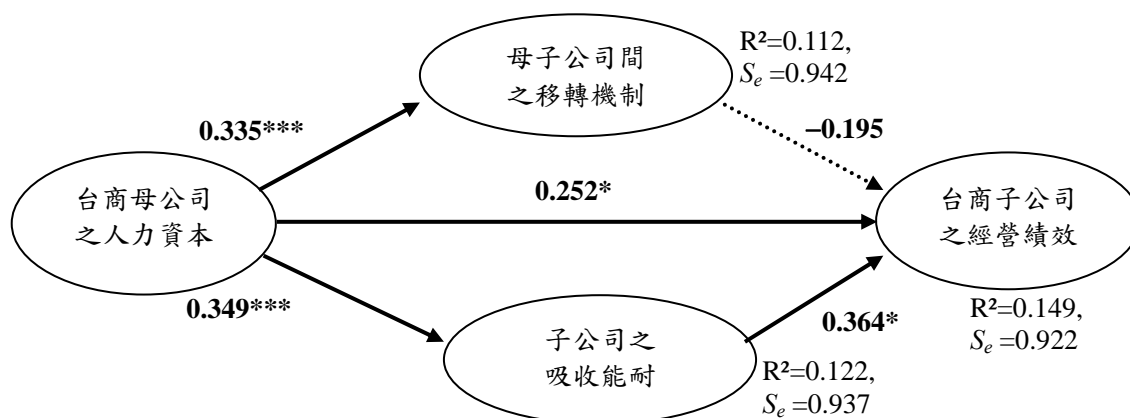 母子公司間
之移轉機制
R²=0.112,
Sₑ =0.942
0.335***
−0.195
台商母公司
之人力資本
0.252*
台商子公司
之經營績效
0.349***
0.364*
子公司之
吸收能耐
R²=0.122,
Sₑ =0.937
R²=0.149,
Sₑ =0.922